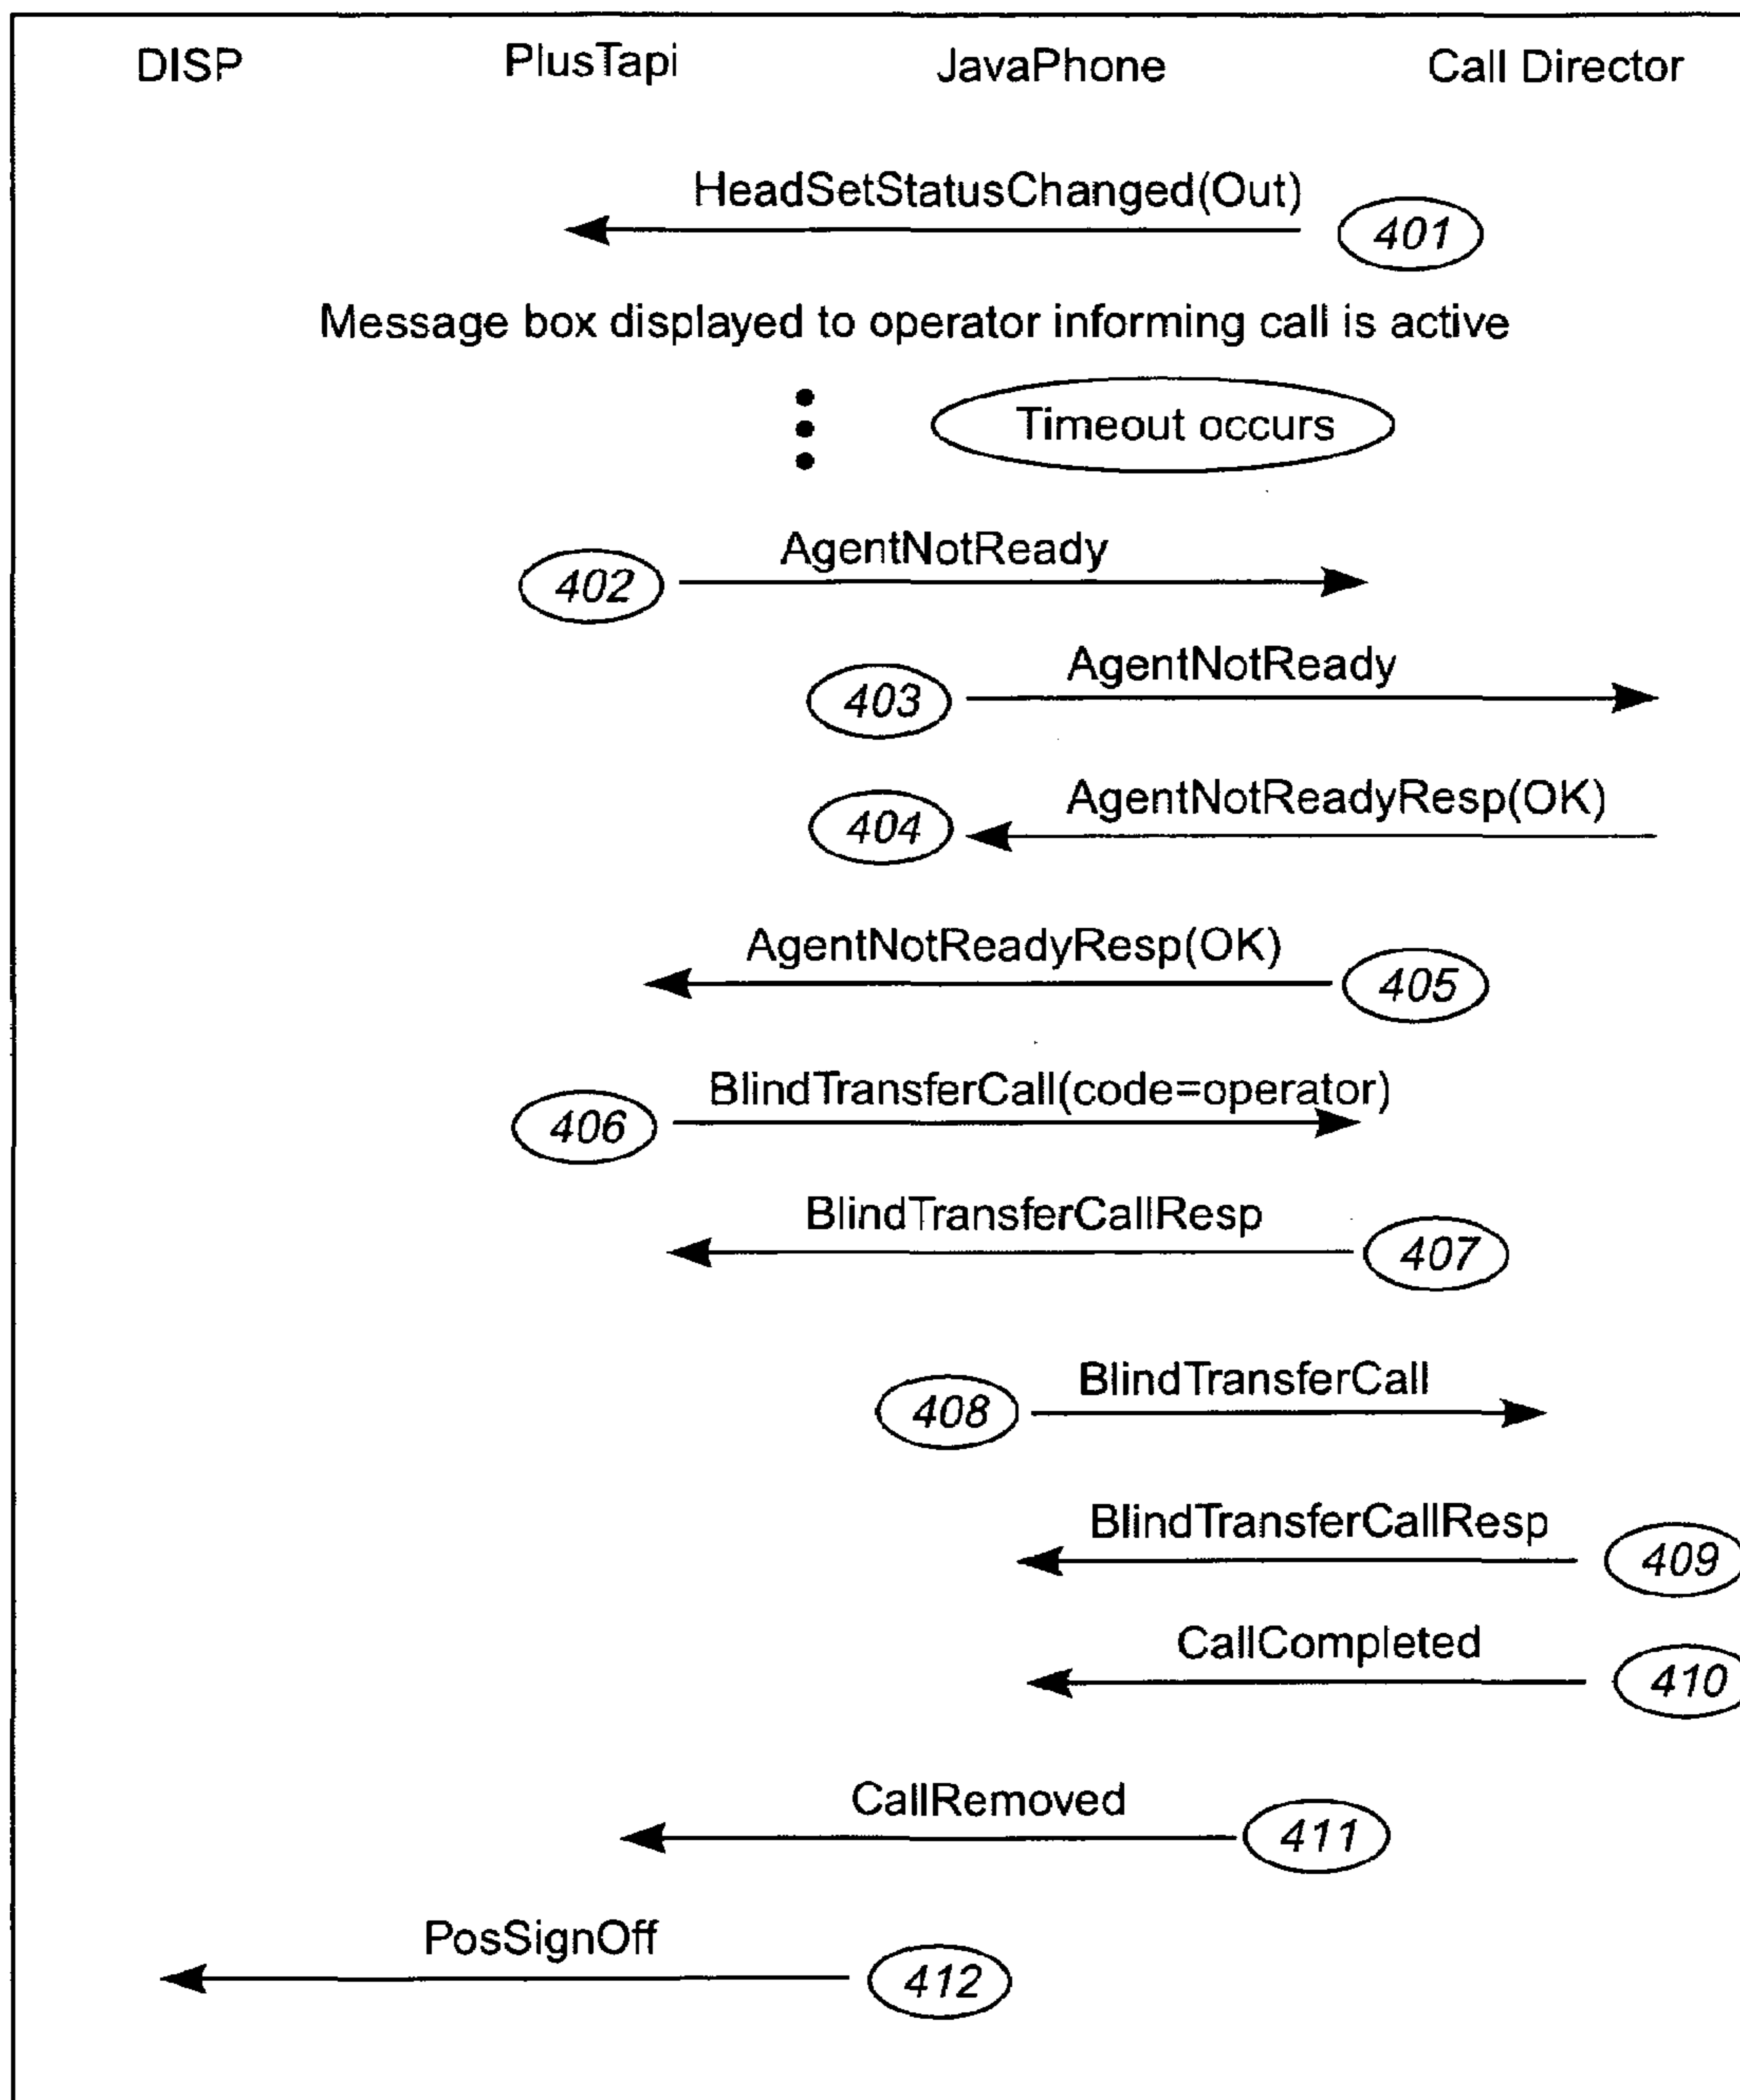 DISP PlusTapi JavaPhone Call Director
HeadSetStatusChanged(Out)
401
Message box displayed to operator informing call is active
Timeout occurs
AgentNotReady
402
AgentNotReady
403
AgentNotReadyResp(OK)
404
AgentNotReadyResp(OK)
405
BlindTransferCall(code=operator)
406
BlindTransferCallResp
407
BlindTransferCall
408
BlindTransferCallResp
409
CallCompleted
410
CallRemoved
411
PosSignOff
412